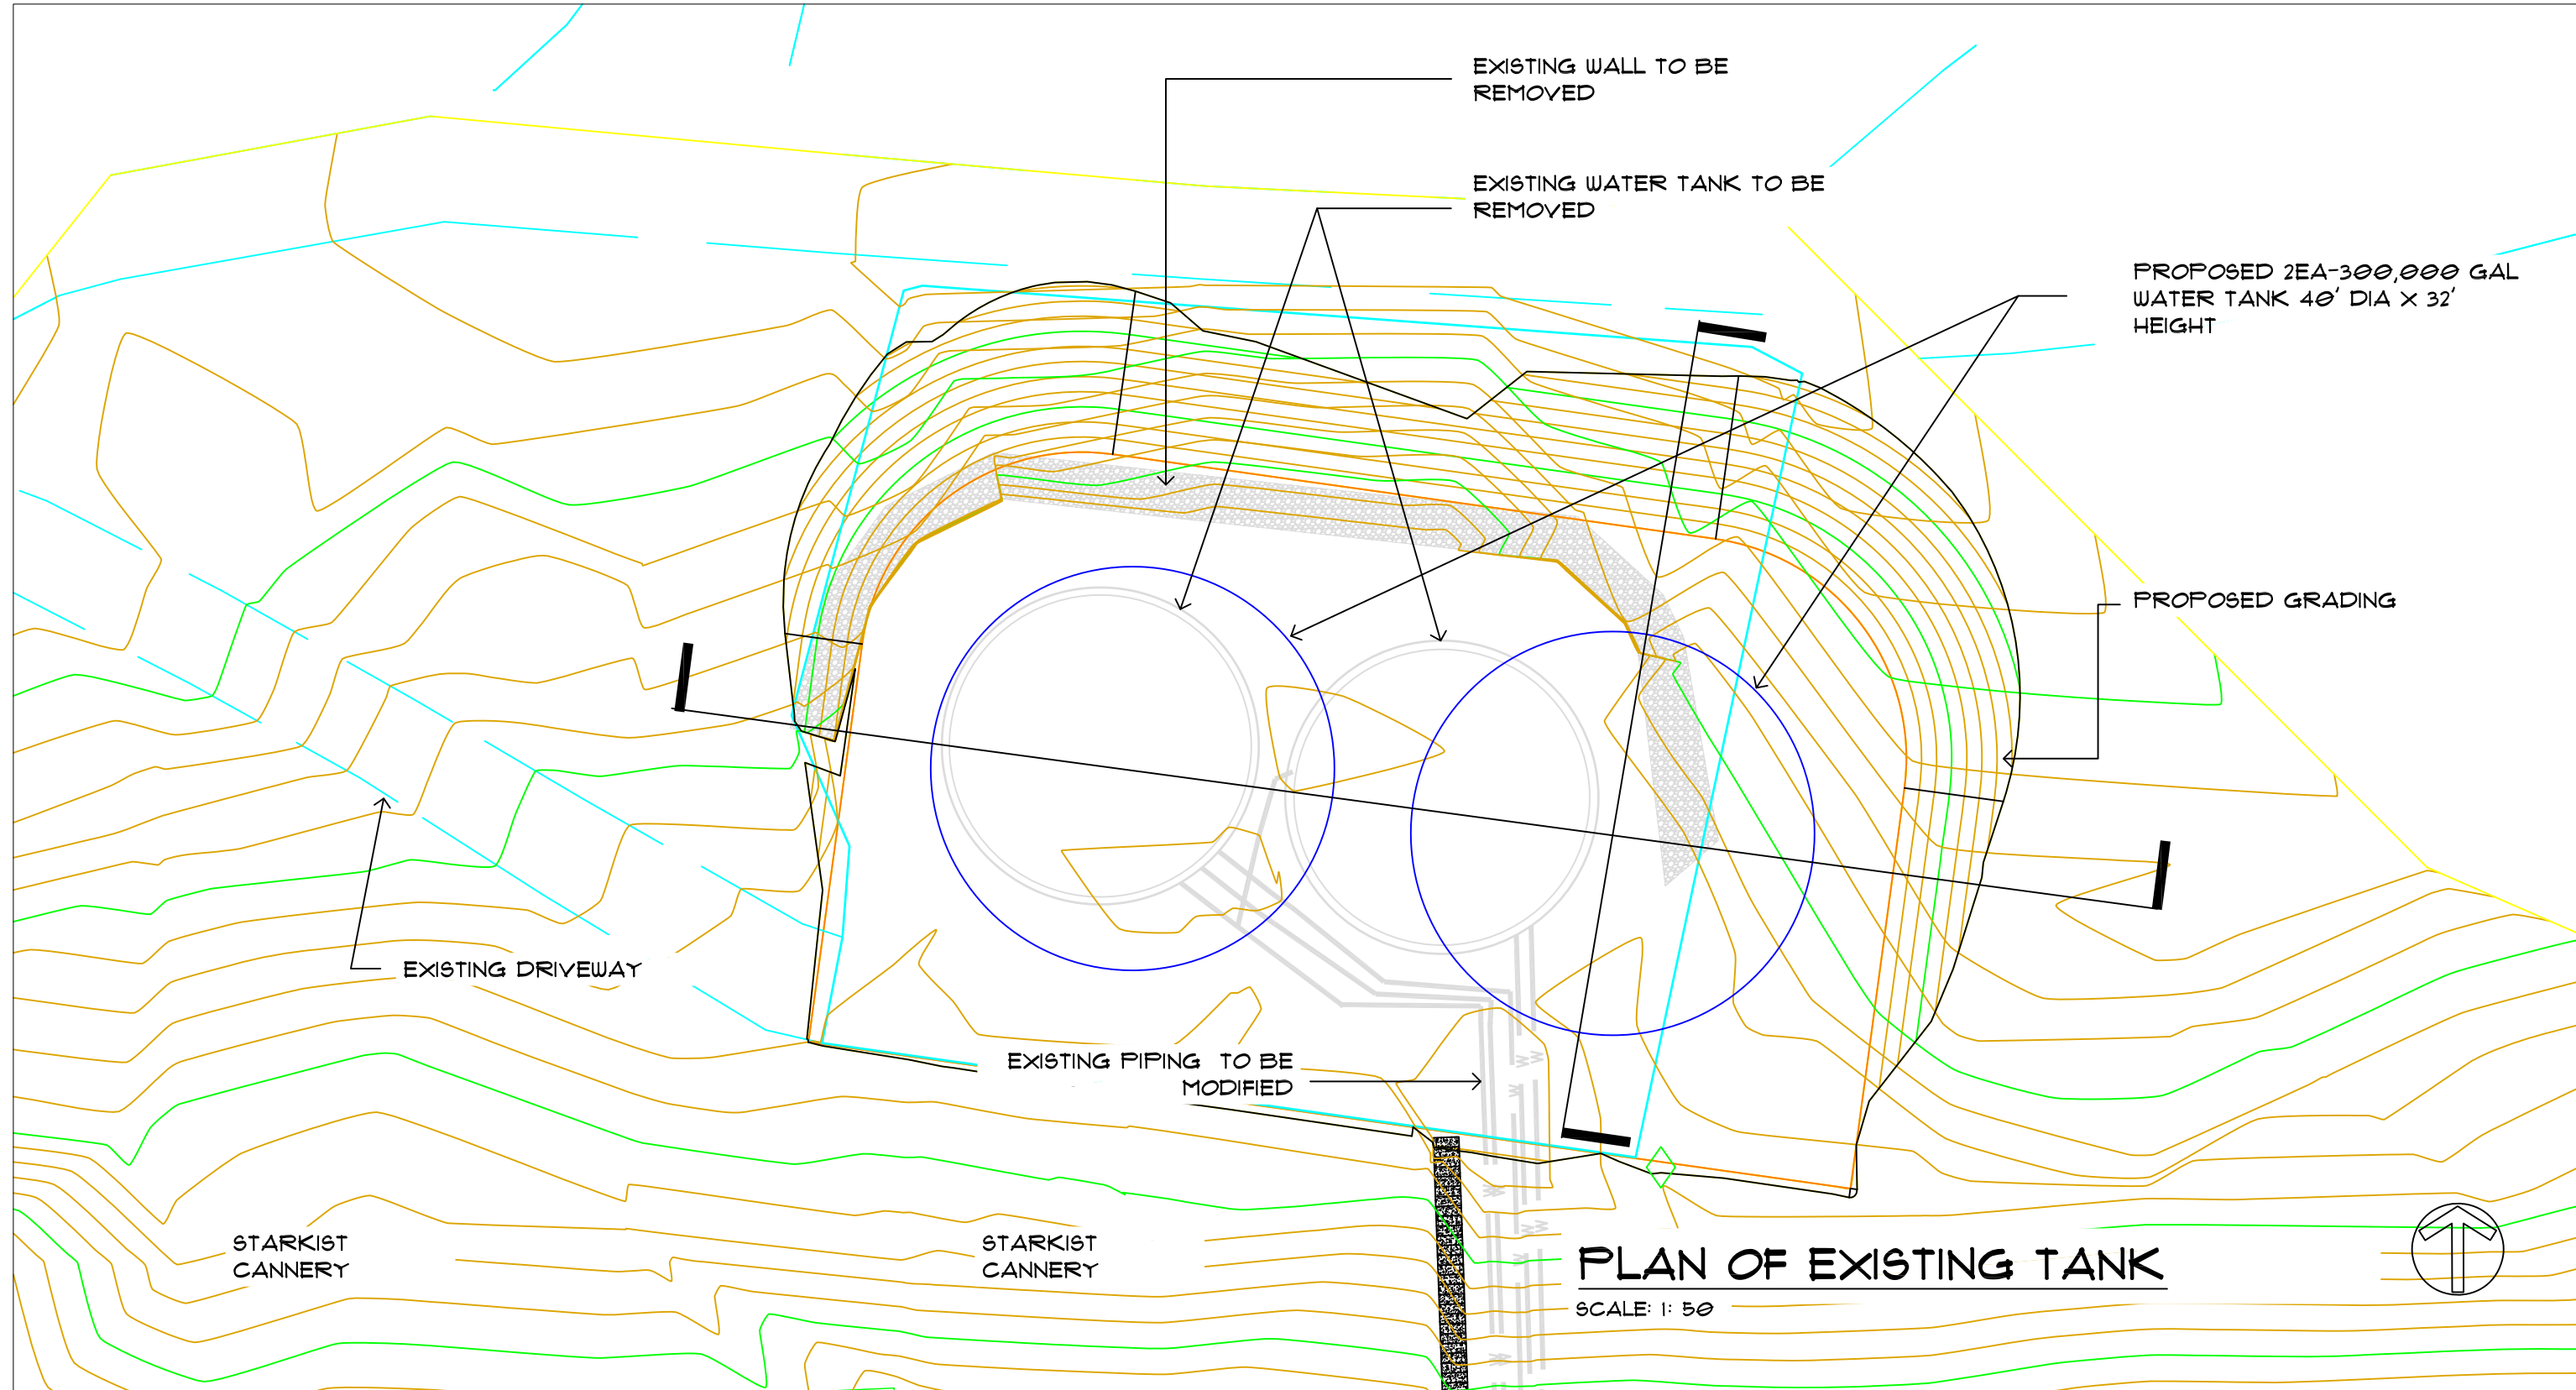 EXISTING WALL TO BE
REMOVED
EXISTING WATER TANK TO BE
REMOVED
PROPOSED 2EA-300,000 GAL
WATER TANK 40' DIA X 32'
HEIGHT
PROPOSED GRADING
EXISTING DRIVEWAY
EXISTING PIPING TO BE
MODIFIED
W
W
W
W
W
W
W
W
W
W
STARKIST
CANNERY
STARKIST
CANNERY
PLAN OF EXISTING TANK
SCALE: 1: 50